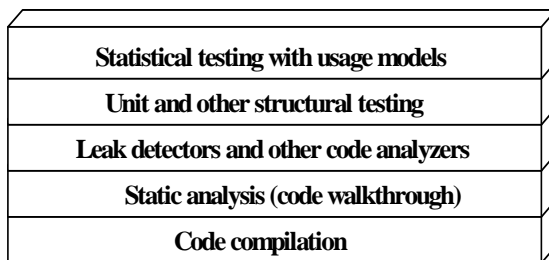 Statistical testing with usage models
Unit and other structural testing
Leak detectors and other code analyzers
Static analysis (code walkthrough)
Code compilation